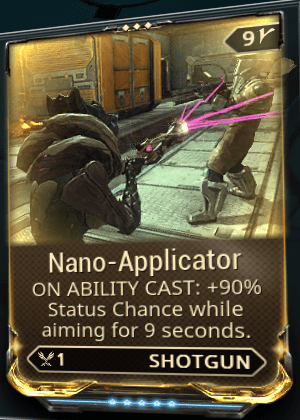 9
Nano-Applicator
ON ABILITY CAST: +90%
Status Chance while
aiming for 9 seconds.
1 SHOTGUN